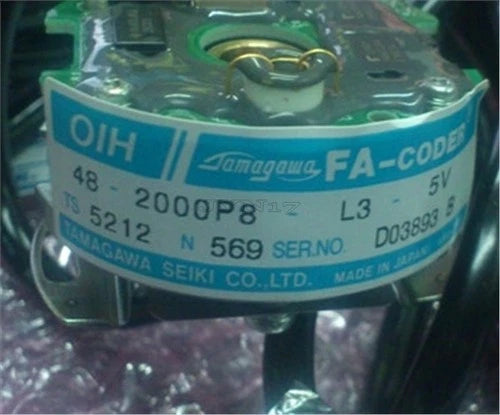 OIH Tamagawa FA-CODER
48 - 2000P8 - L3 - 5V
TS 5212 N 569 SER.NO. D03893 B
TAMAGAWA SEIKI CO.,LTD. MADE IN JAPAN